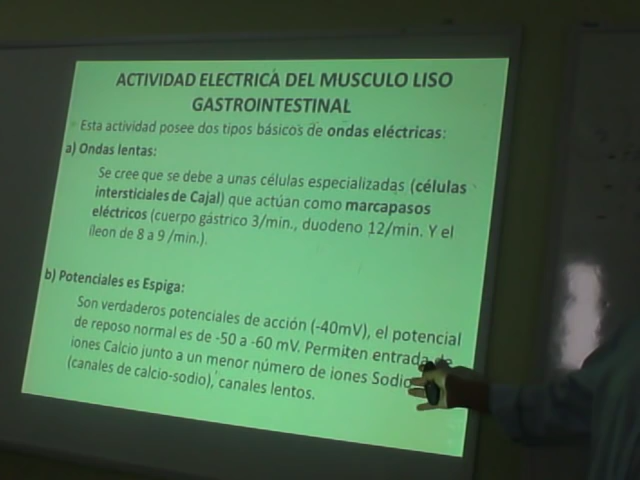 ACTIVIDAD ELECTRICA DEL MUSCULO LISO
GASTROINTESTINAL
Esta actividad posee dos tipos básicos de ondas eléctricas:
a) Ondas lentas:
Se cree que se debe a unas células especializadas (células
intersticiales de Cajal) que actúan como marcapasos
eléctricos (cuerpo gástrico 3/min., duodeno 12/min. Y el
íleon de 8 a 9 /min.).
b) Potenciales es Espiga:
Son verdaderos potenciales de acción (-40mV), el potencial
de reposo normal es de -50 a -60 mV. Permiten entrada de
iones Calcio junto a un menor número de iones Sodio
(canales de calcio-sodio), canales lentos.